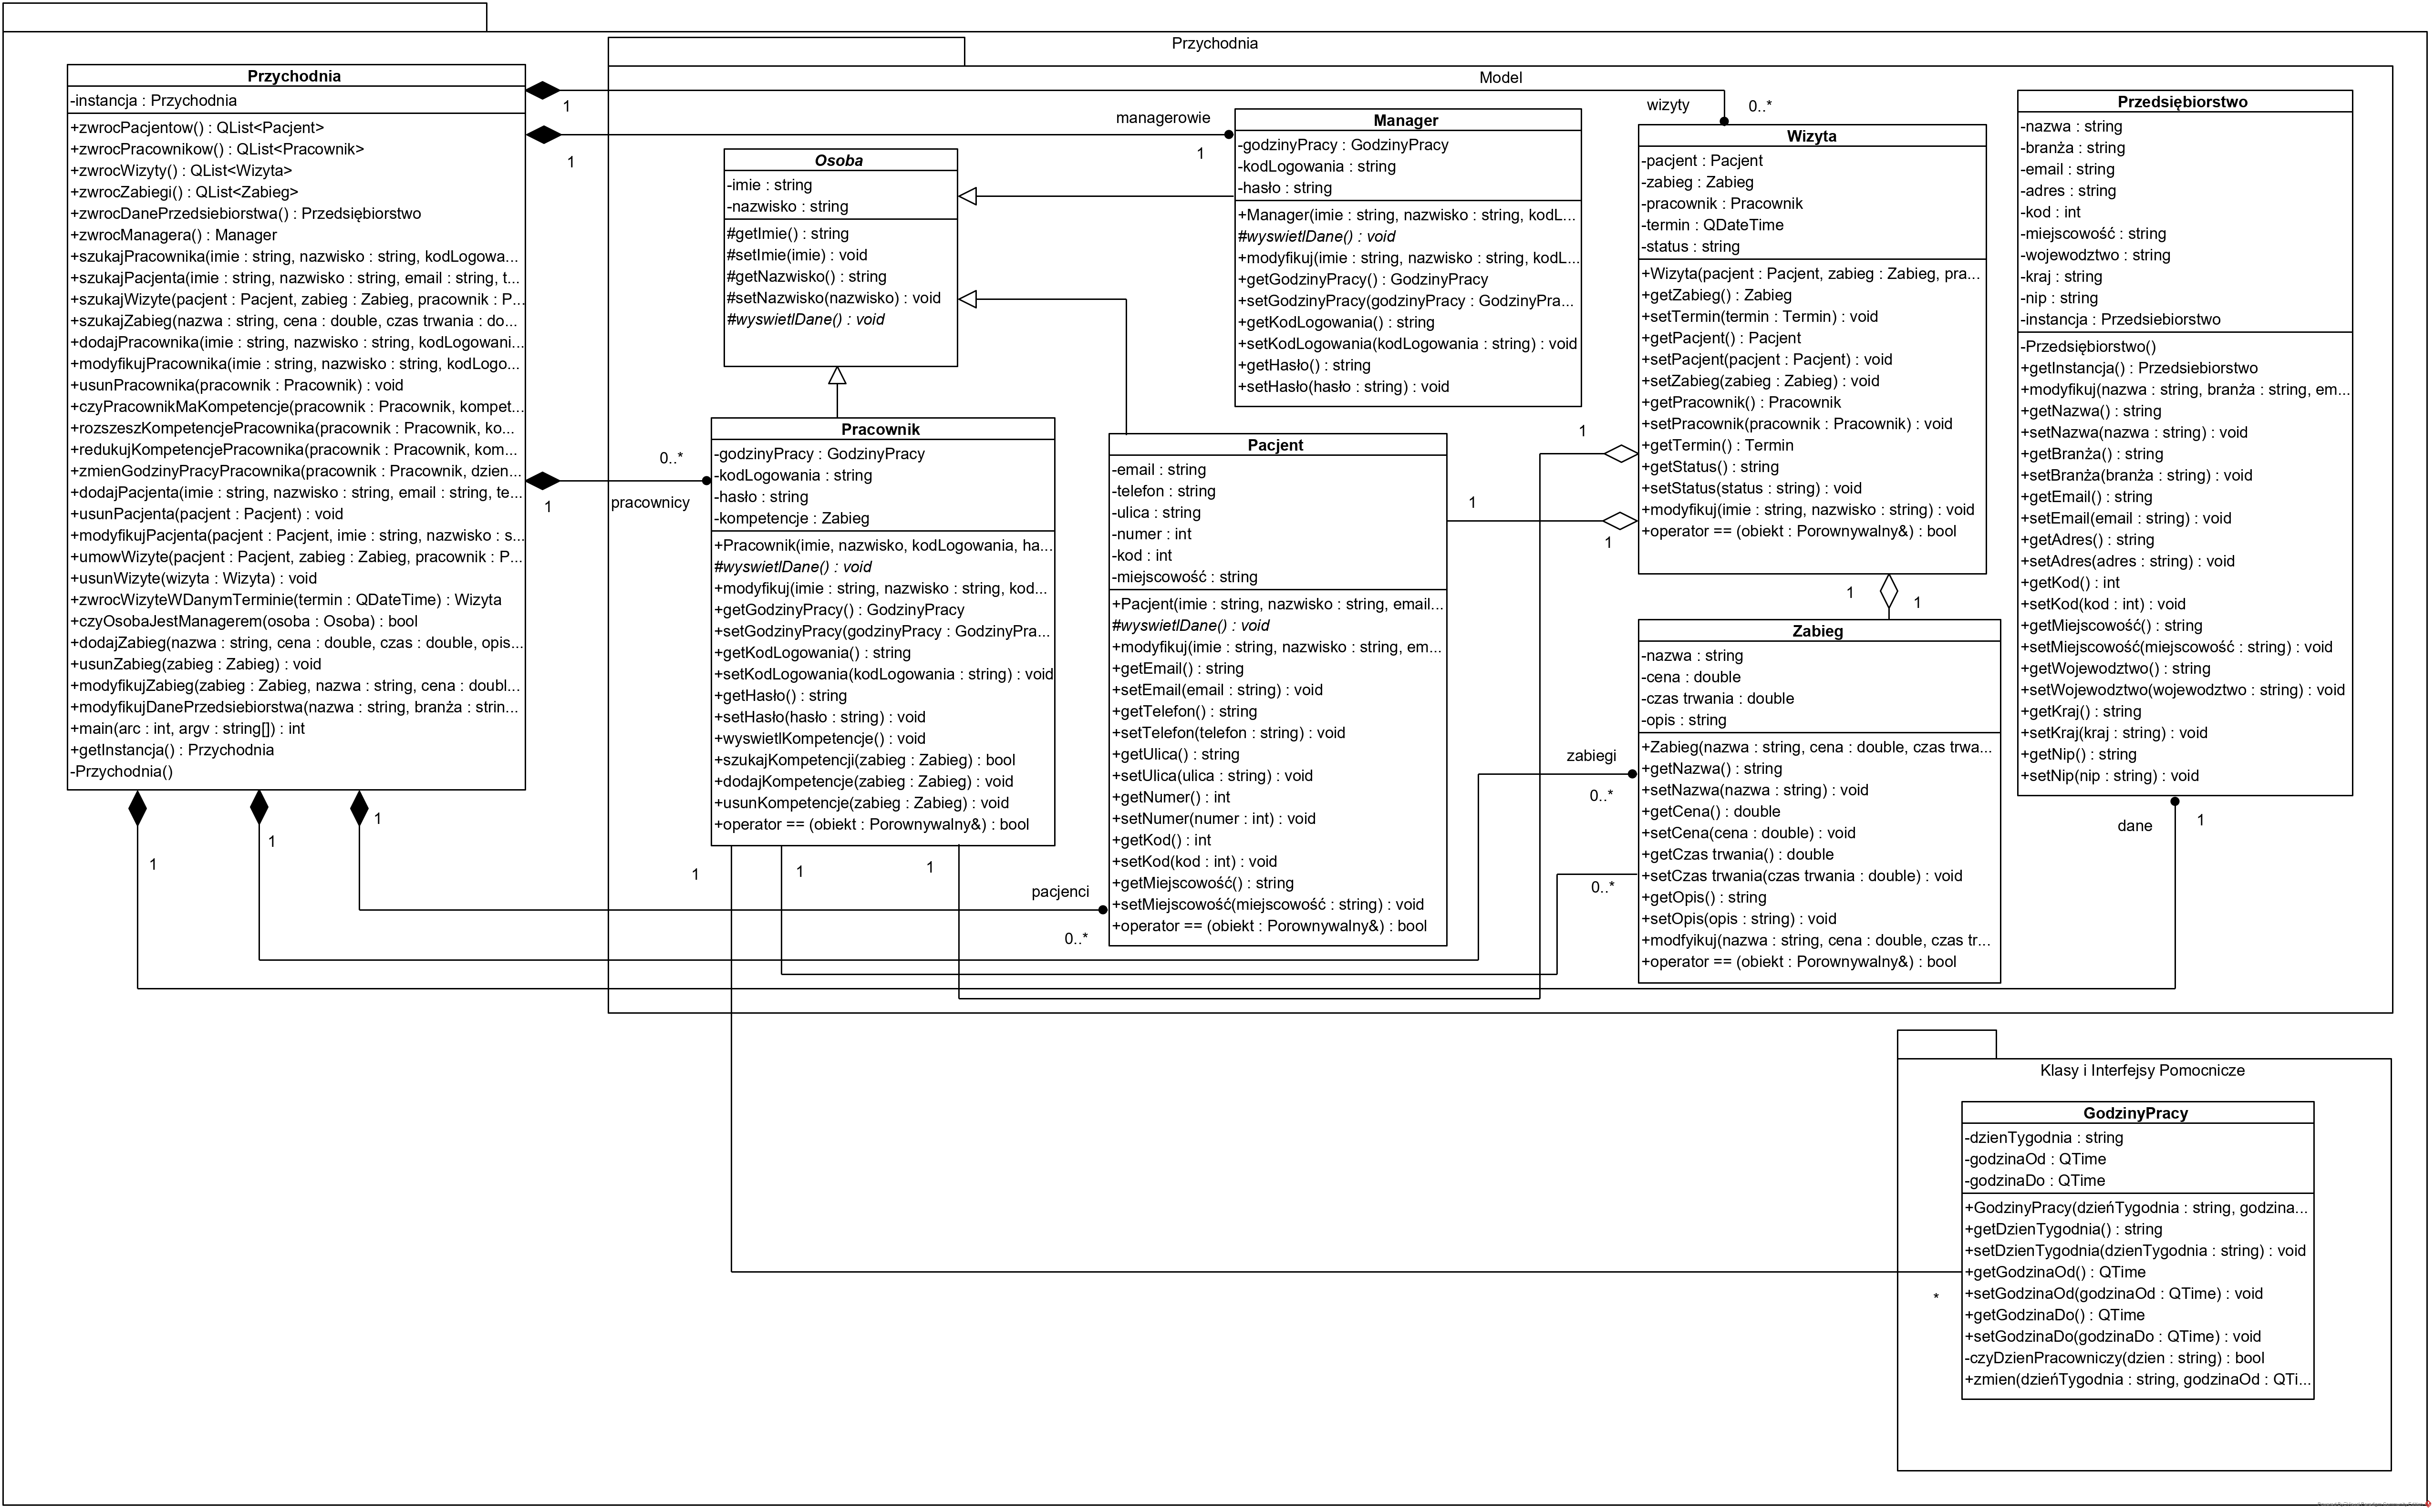 Przychodnia
Model
Przychodnia
-instancja : Przychodnia
+zwrocPacjentow() : QList<Pacjent>
+zwrocPracownikow() : QList<Pracownik>
+zwrocWizyty() : QList<Wizyta>
+zwrocZabiegi() : QList<Zabieg>
+zwrocDanePrzedsiebiorstwa() : Przedsiębiorstwo
+zwrocManagera() : Manager
+szukajPracownika(imie : string, nazwisko : string, kodLogowa...
+szukajPacjenta(imie : string, nazwisko : string, email : string, t...
+szukajWizyte(pacjent : Pacjent, zabieg : Zabieg, pracownik : P...
+szukajZabieg(nazwa : string, cena : double, czas trwania : do...
+dodajPracownika(imie : string, nazwisko : string, kodLogowani...
+modyfikujPracownika(imie : string, nazwisko : string, kodLogo...
+usunPracownika(pracownik : Pracownik) : void
+czyPracownikMaKompetencje(pracownik : Pracownik, kompet...
+rozszeszKompetencjePracownika(pracownik : Pracownik, ko...
+redukujKompetencjePracownika(pracownik : Pracownik, kom...
+zmienGodzinyPracyPracownika(pracownik : Pracownik, dzien...
+dodajPacjenta(imie : string, nazwisko : string, email : string, te...
+usunPacjenta(pacjent : Pacjent) : void
+modyfikujPacjenta(pacjent : Pacjent, imie : string, nazwisko : s...
+umowWizyte(pacjent : Pacjent, zabieg : Zabieg, pracownik : P...
+usunWizyte(wizyta : Wizyta) : void
+zwrocWizyteWDanymTerminie(termin : QDateTime) : Wizyta
+czyOsobaJestManagerem(osoba : Osoba) : bool
+dodajZabieg(nazwa : string, cena : double, czas : double, opis...
+usunZabieg(zabieg : Zabieg) : void
+modyfikujZabieg(zabieg : Zabieg, nazwa : string, cena : doubl...
+modyfikujDanePrzedsiebiorstwa(nazwa : string, branża : strin...
+main(arc : int, argv : string[]) : int
+getInstancja() : Przychodnia
-Przychodnia()
1
1
1
1
1
1
Osoba
-imie : string
-nazwisko : string
#getImie() : string
#setImie(imie) : void
#getNazwisko() : string
#setNazwisko(nazwisko) : void
#wyswietlDane() : void
managerowie
1
Manager
-godzinyPracy : GodzinyPracy
-kodLogowania : string
-hasło : string
+Manager(imie : string, nazwisko : string, kodL...
#wyswietlDane() : void
+modyfikuj(imie : string, nazwisko : string, kodL...
+getGodzinyPracy() : GodzinyPracy
+setGodzinyPracy(godzinyPracy : GodzinyPra...
+getKodLogowania() : string
+setKodLogowania(kodLogowania : string) : void
+getHasło() : string
+setHasło(hasło : string) : void
0..*
pracownicy
Pracownik
-godzinyPracy : GodzinyPracy
-kodLogowania : string
-hasło : string
-kompetencje : Zabieg
+Pracownik(imie, nazwisko, kodLogowania, ha...
#wyswietlDane() : void
+modyfikuj(imie : string, nazwisko : string, kod...
+getGodzinyPracy() : GodzinyPracy
+setGodzinyPracy(godzinyPracy : GodzinyPra...
+getKodLogowania() : string
+setKodLogowania(kodLogowania : string) : void
+getHasło() : string
+setHasło(hasło : string) : void
+wyswietlKompetencje() : void
+szukajKompetencji(zabieg : Zabieg) : bool
+dodajKompetencje(zabieg : Zabieg) : void
+usunKompetencje(zabieg : Zabieg) : void
+operator == (obiekt : Porownywalny&) : bool
1
1
1
Pacjent
-email : string
-telefon : string
-ulica : string
-numer : int
-kod : int
-miejscowość : string
+Pacjent(imie : string, nazwisko : string, email...
#wyswietlDane() : void
+modyfikuj(imie : string, nazwisko : string, em...
+getEmail() : string
+setEmail(email : string) : void
+getTelefon() : string
+setTelefon(telefon : string) : void
+getUlica() : string
+setUlica(ulica : string) : void
+getNumer() : int
+setNumer(numer : int) : void
+getKod() : int
+setKod(kod : int) : void
+getMiejscowość() : string
+setMiejscowość(miejscowość : string) : void
+operator == (obiekt : Porownywalny&) : bool
pacjenci
0..*
1
1
1
wizyty
0..*
Wizyta
-pacjent : Pacjent
-zabieg : Zabieg
-pracownik : Pracownik
-termin : QDateTime
-status : string
+Wizyta(pacjent : Pacjent, zabieg : Zabieg, pra...
+getZabieg() : Zabieg
+setTermin(termin : Termin) : void
+getPacjent() : Pacjent
+setPacjent(pacjent : Pacjent) : void
+setZabieg(zabieg : Zabieg) : void
+getPracownik() : Pracownik
+setPracownik(pracownik : Pracownik) : void
+getTermin() : Termin
+getStatus() : string
+setStatus(status : string) : void
+modyfikuj(imie : string, nazwisko : string) : void
+operator == (obiekt : Porownywalny&) : bool
1
1
Zabieg
-nazwa : string
-cena : double
-czas trwania : double
-opis : string
+Zabieg(nazwa : string, cena : double, czas trwa...
+getNazwa() : string
+setNazwa(nazwa : string) : void
+getCena() : double
+setCena(cena : double) : void
+getCzas trwania() : double
+setCzas trwania(czas trwania : double) : void
+getOpis() : string
+setOpis(opis : string) : void
+modfyikuj(nazwa : string, cena : double, czas tr...
+operator == (obiekt : Porownywalny&) : bool
zabiegi
0..*
0..*
Przedsiębiorstwo
-nazwa : string
-branża : string
-email : string
-adres : string
-kod : int
-miejscowość : string
-wojewodztwo : string
-kraj : string
-nip : string
-instancja : Przedsiebiorstwo
-Przedsiębiorstwo()
+getInstancja() : Przedsiebiorstwo
+modyfikuj(nazwa : string, branża : string, em...
+getNazwa() : string
+setNazwa(nazwa : string) : void
+getBranża() : string
+setBranża(branża : string) : void
+getEmail() : string
+setEmail(email : string) : void
+getAdres() : string
+setAdres(adres : string) : void
+getKod() : int
+setKod(kod : int) : void
+getMiejscowość() : string
+setMiejscowość(miejscowość : string) : void
+getWojewodztwo() : string
+setWojewodztwo(wojewodztwo : string) : void
+getKraj() : string
+setKraj(kraj : string) : void
+getNip() : string
+setNip(nip : string) : void
dane
1
Klasy i Interfejsy Pomocnicze
GodzinyPracy
-dzienTygodnia : string
-godzinaOd : QTime
-godzinaDo : QTime
+GodzinyPracy(dzieńTygodnia : string, godzina...
+getDzienTygodnia() : string
+setDzienTygodnia(dzienTygodnia : string) : void
+getGodzinaOd() : QTime
+setGodzinaOd(godzinaOd : QTime) : void
+getGodzinaDo() : QTime
+setGodzinaDo(godzinaDo : QTime) : void
-czyDzienPracowniczy(dzien : string) : bool
+zmien(dzieńTygodnia : string, godzinaOd : QTi...
*